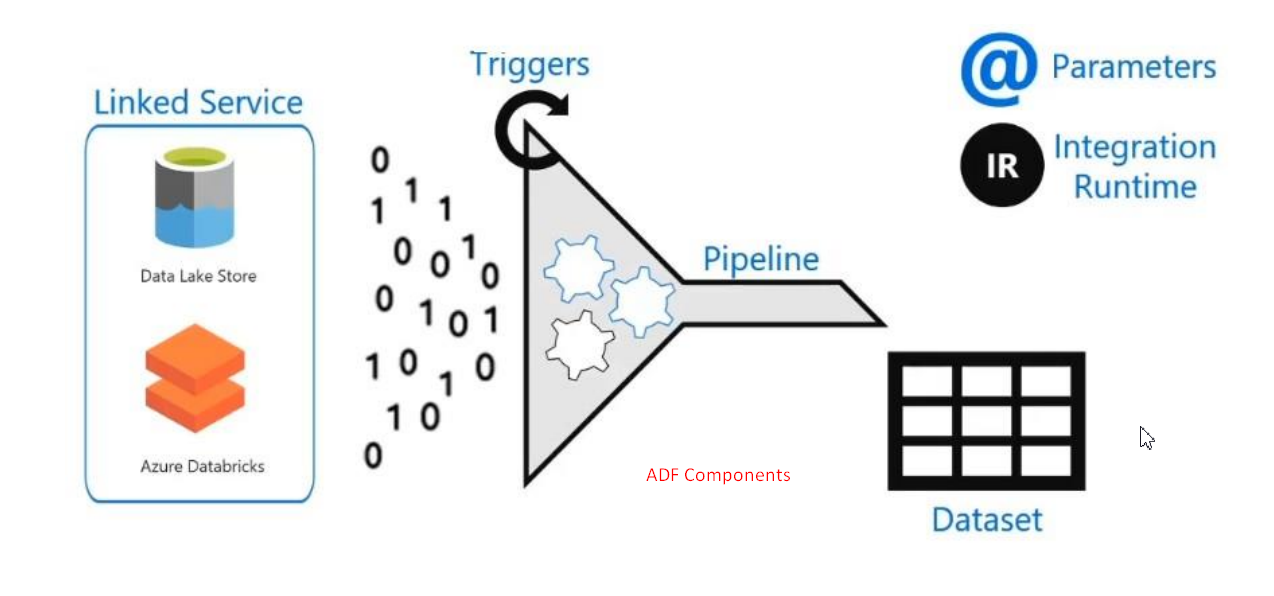 Triggers
@ Parameters
Linked Service
IR
Integration
Runtime
0
1
1 1
0 0 1 0
0 1 0 1
1 0 1 0
1 0
0
Data Lake Store
Azure Databricks
Pipeline
ADF Components
Dataset